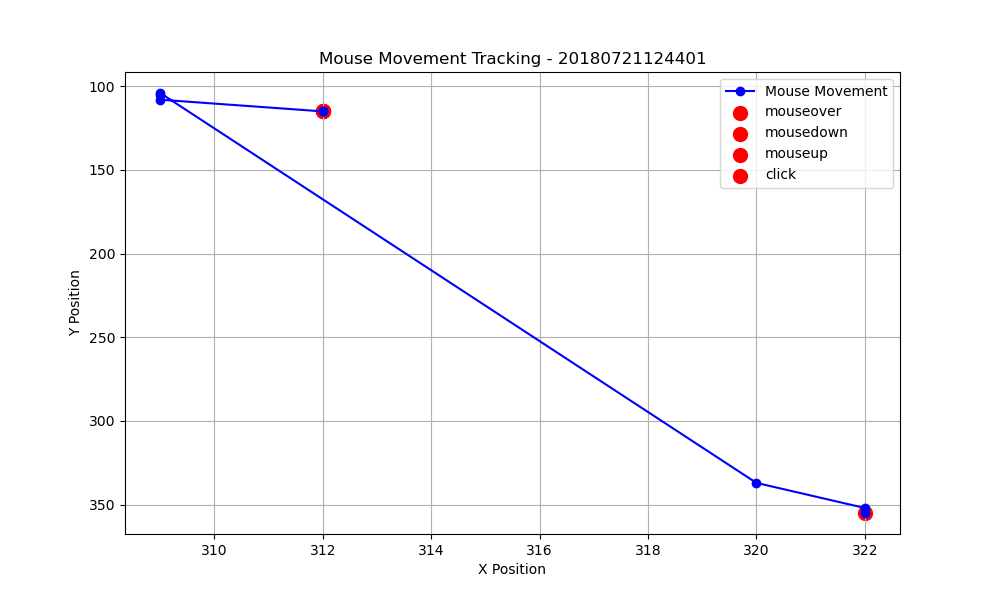 Mouse Movement Tracking - 20180721124401
Mouse Movement
mouseover
mousedown
mouseup
click
100
150
200
250
300
350
Y Position
310
312
314
316
318
320
322
X Position